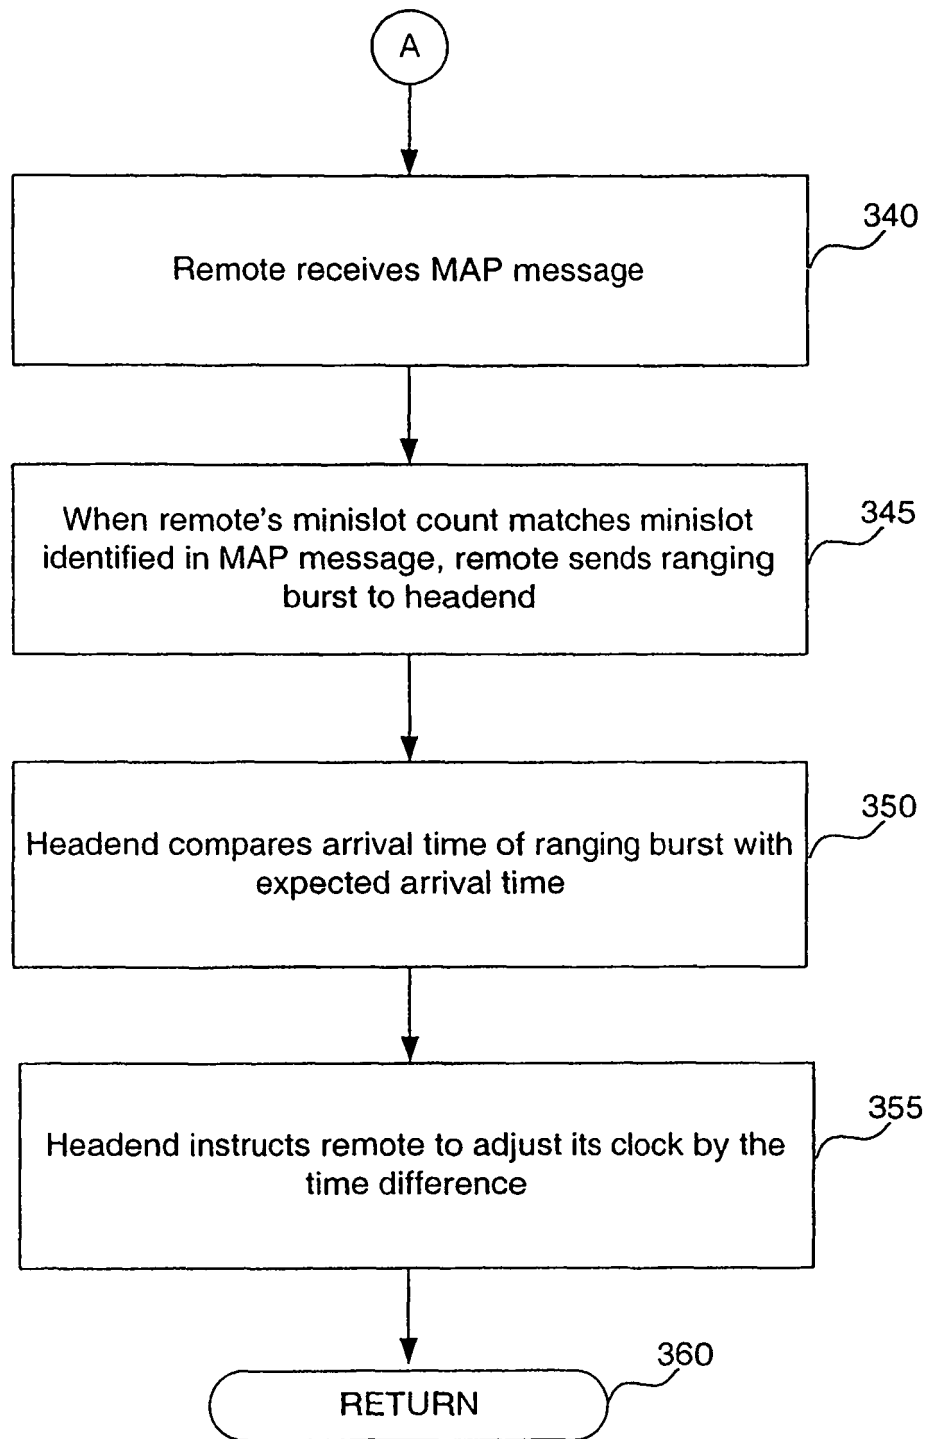 A
340
Remote receives MAP message
345
When remote's minislot count matches minislot
identified in MAP message, remote sends ranging
burst to headend
350
Headend compares arrival time of ranging burst with
expected arrival time
355
Headend instructs remote to adjust its clock by the
time difference
360
RETURN